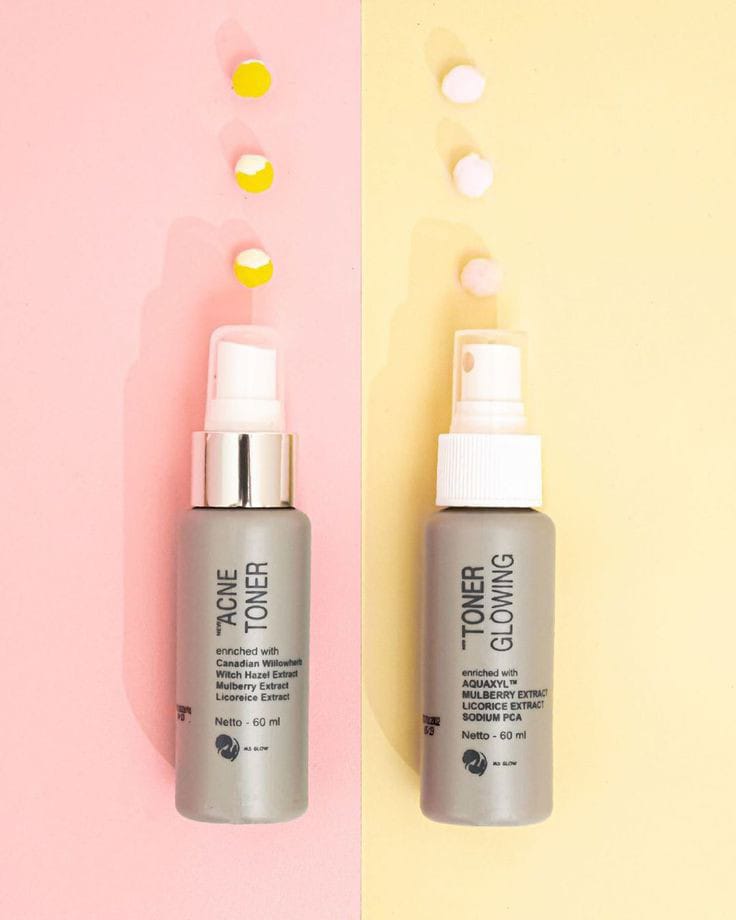 NEW
ACNE
TONER
enriched with
Canadian Willowherb
Witch Hazel Extract
Mulberry Extract
Licoreice Extract
Netto - 60 ml
MS GLOW
TONER
GLOWING
enriched with
AQUAXYL™
MULBERRY EXTRACT
LICORICE EXTRACT
SODIUM PCA
Netto - 60 ml
MS GLOW